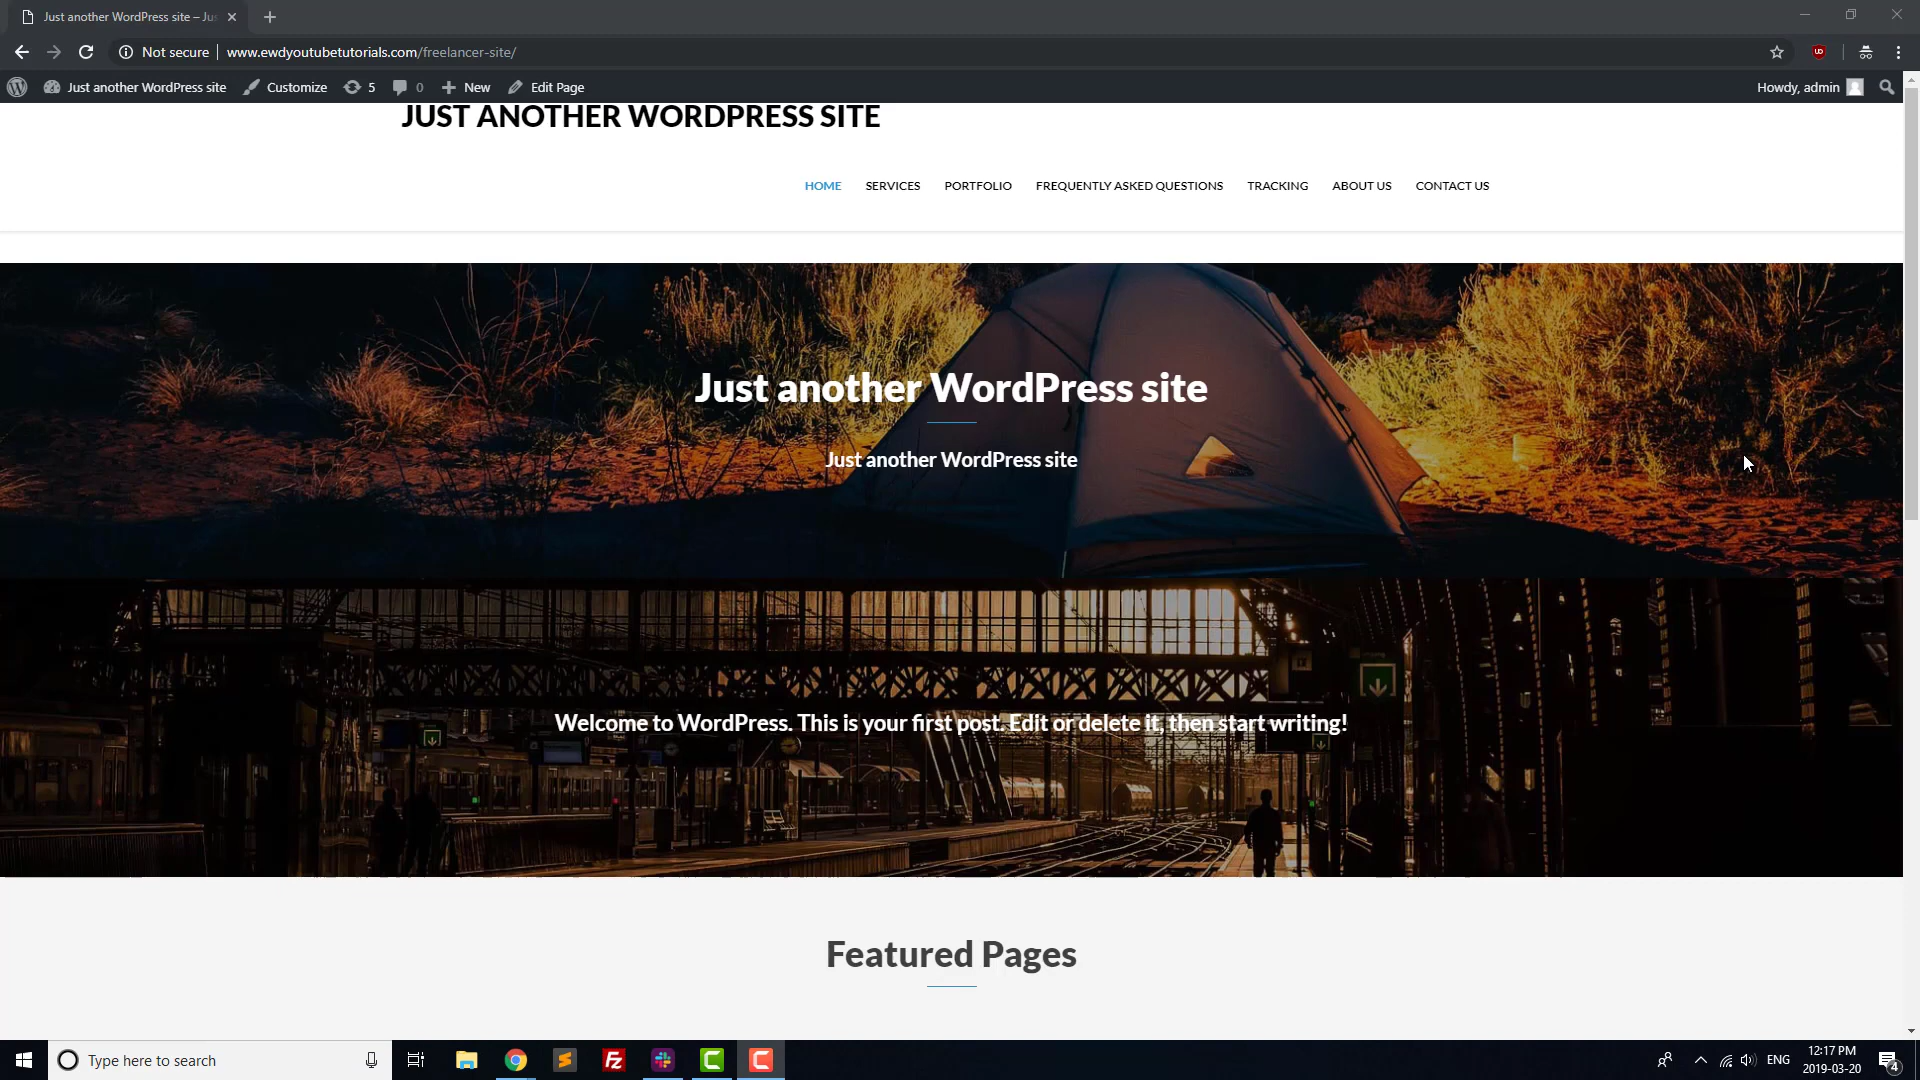 Just another WordPress site – Jus
Not secure
www.ewdyoutubetutorials.com/freelancer-site/
Just another WordPress site
Customize
5
0
New
Edit Page
Howdy, admin
JUST ANOTHER WORDPRESS SITE
HOME
SERVICES
PORTFOLIO
FREQUENTLY ASKED QUESTIONS
TRACKING
ABOUT US
CONTACT US
Just another WordPress site
Just another WordPress site
Welcome to WordPress. This is your first post. Edit or delete it, then start writing!
Featured Pages
Type here to search
ENG
12:17 PM
2019-03-20
4